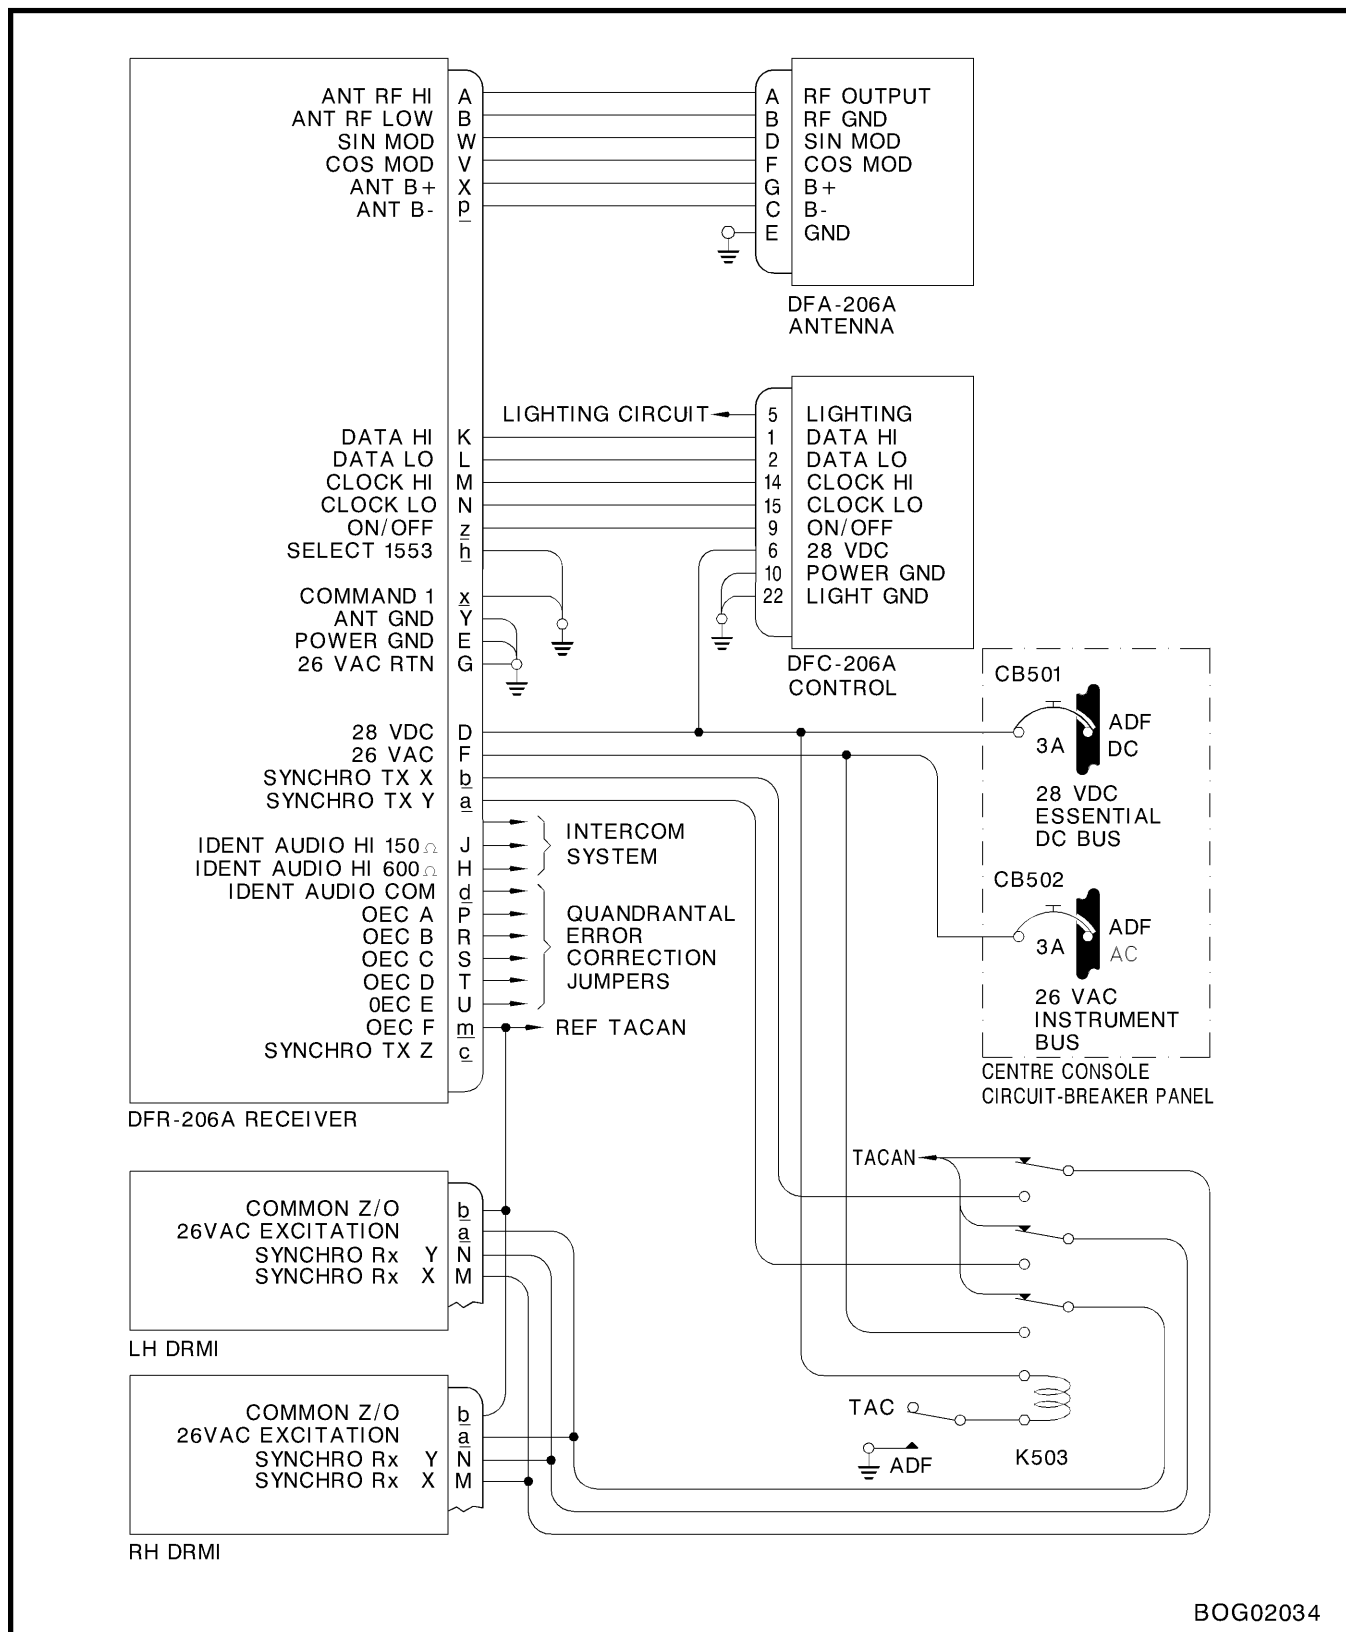 ANT RF HI A A RF OUTPUT
ANT RF LOW B B RF GND
SIN MOD W D SIN MOD
COS MOD V F COS MOD
ANT B+ X G B+
ANT B- p C B-
E GND
DFA-206A
ANTENNA
LIGHTING CIRCUIT 5 LIGHTING
DATA HI K 1 DATA HI
DATA LO L 2 DATA LO
CLOCK HI M 14 CLOCK HI
CLOCK LO N 15 CLOCK LO
ON/OFF z 9 ON/OFF
SELECT 1553 h 6 28 VDC
10 POWER GND
COMMAND 1 x 22 LIGHT GND
ANT GND Y
POWER GND E
26 VAC RTN G
DFC-206A
CONTROL
28 VDC D
26 VAC F
SYNCHRO TX X b
SYNCHRO TX Y a
IDENT AUDIO HI 150Ω J
IDENT AUDIO HI 600Ω H
IDENT AUDIO COM d
OEC A P
OEC B R
OEC C S
OEC D T
0EC E U
OEC F m
SYNCHRO TX Z c
INTERCOM
SYSTEM
QUANDRANTAL
ERROR
CORRECTION
JUMPERS
REF TACAN
DFR-206A RECEIVER
CB501
3A
ADF
DC
28 VDC
ESSENTIAL
DC BUS
CB502
3A
ADF
AC
26 VAC
INSTRUMENT
BUS
CENTRE CONSOLE
CIRCUIT-BREAKER PANEL
TACAN
COMMON Z/O b
26VAC EXCITATION a
SYNCHRO Rx Y N
SYNCHRO Rx X M
LH DRMI
COMMON Z/O b
26VAC EXCITATION a
SYNCHRO Rx Y N
SYNCHRO Rx X M
RH DRMI
TAC
ADF
K503
BOG02034